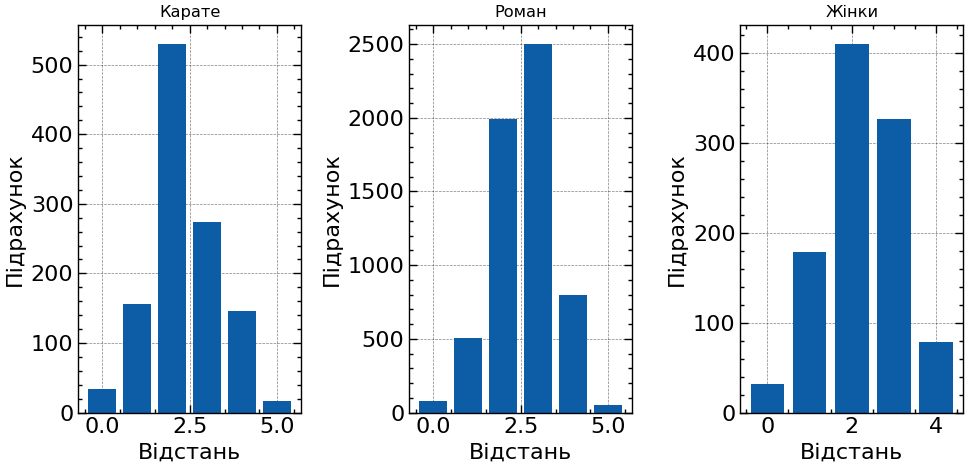 Карате
Підрахунок
500
400
300
200
100
0
0.0 2.5 5.0
Відстань
Роман
Підрахунок
2500
2000
1500
1000
500
0
0.0 2.5 5.0
Відстань
Жінки
Підрахунок
400
300
200
100
0
0 2 4
Відстань